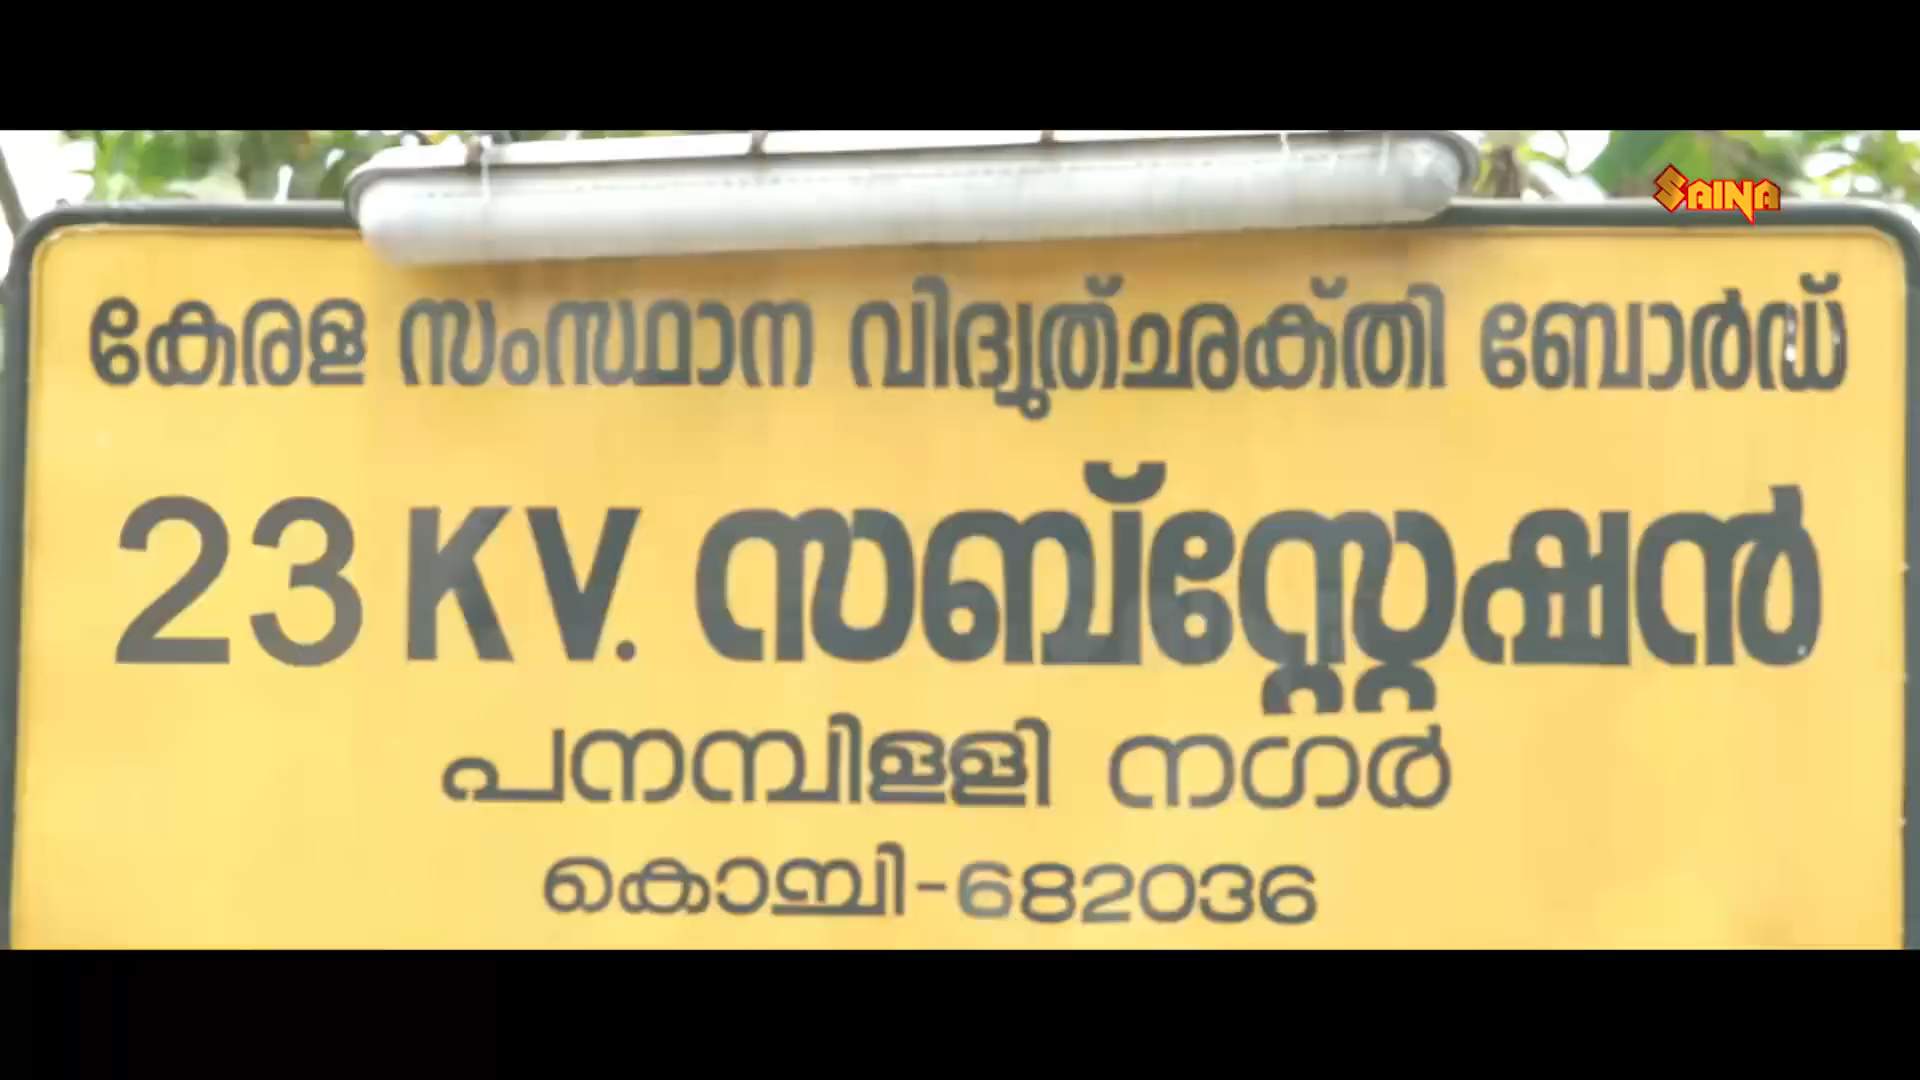 SAINA
കേരള സംസ്ഥാന വിദ്യുത്ഛക്തി ബോർഡ്
23 KV. സബ്സ്റ്റേഷൻ
പനമ്പിള്ളി നഗർ
കൊച്ചി-682036